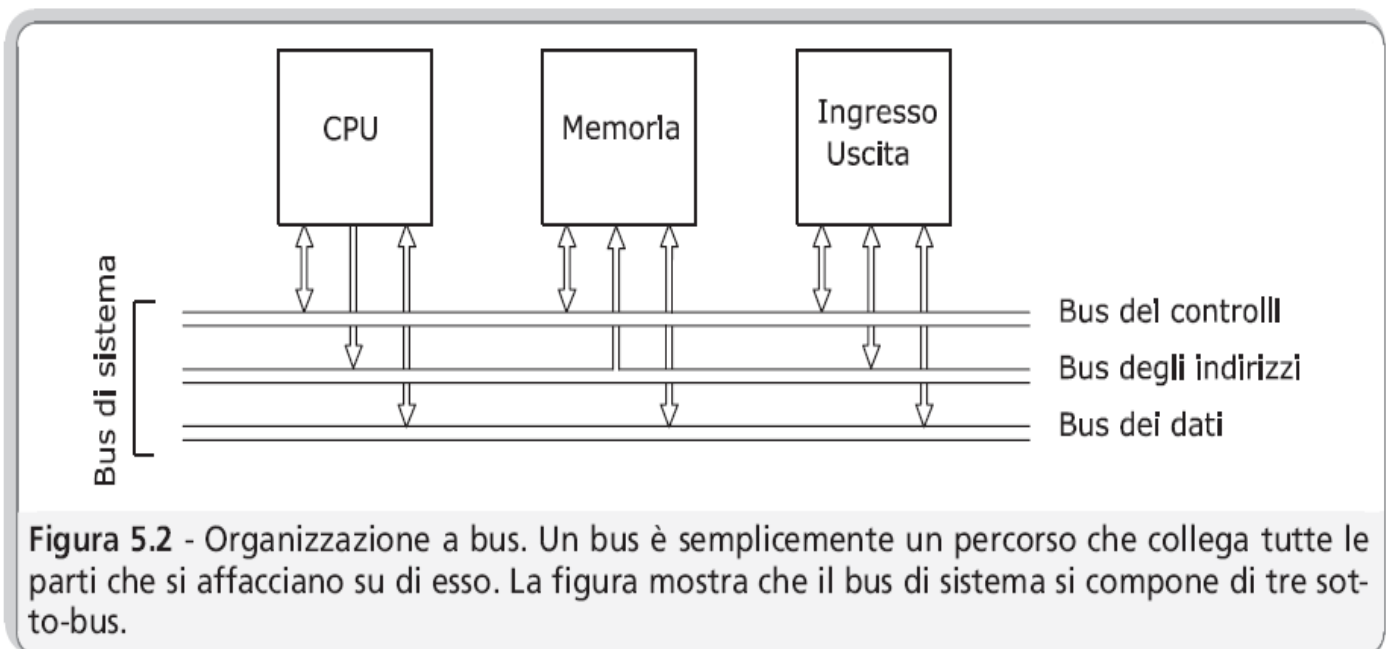 CPU
Memoria
Ingresso
Uscita
Bus di sistema
Bus dei controlli
Bus degli indirizzi
Bus dei dati
Figura 5.2 - Organizzazione a bus. Un bus è semplicemente un percorso che collega tutte le
parti che si affacciano su di esso. La figura mostra che il bus di sistema si compone di tre sot-
to-bus.